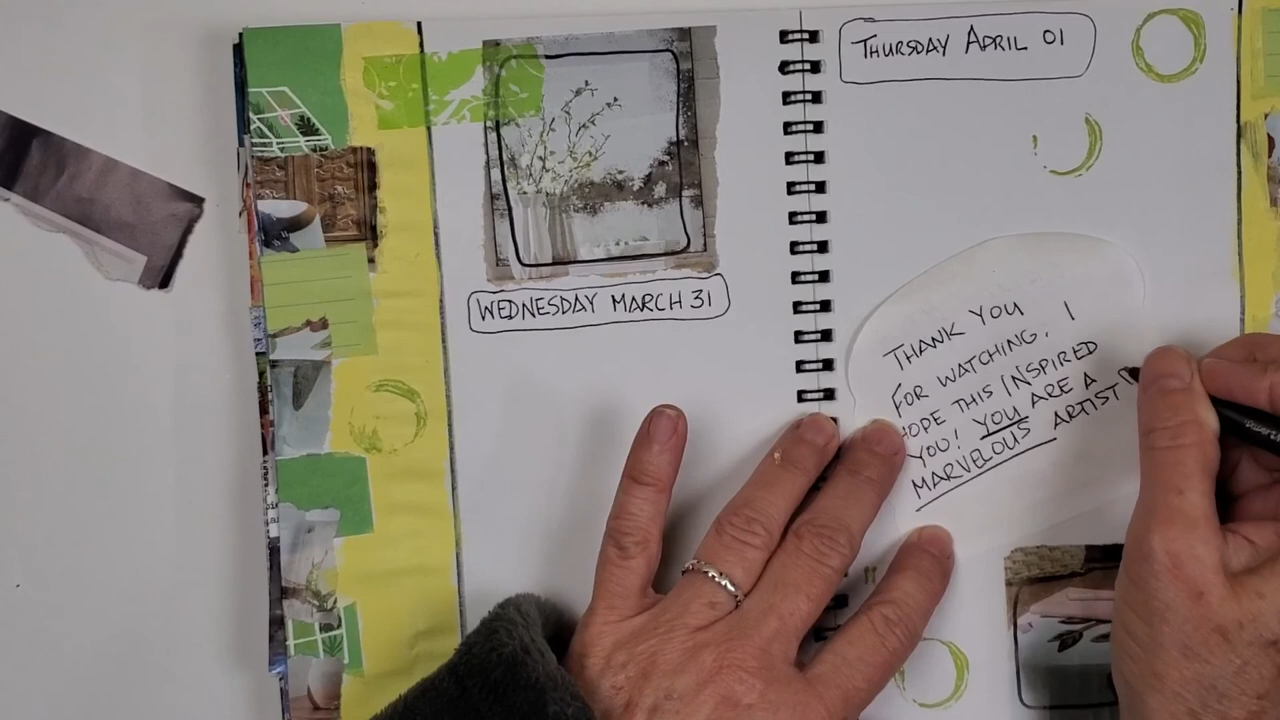 WEDNESDAY MARCH 31
THURSDAY APRIL 01
THANK YOU
FOR WATCHING. I
HOPE THIS INSPIRED
YOU! YOU ARE A
MARVELOUS ARTIST